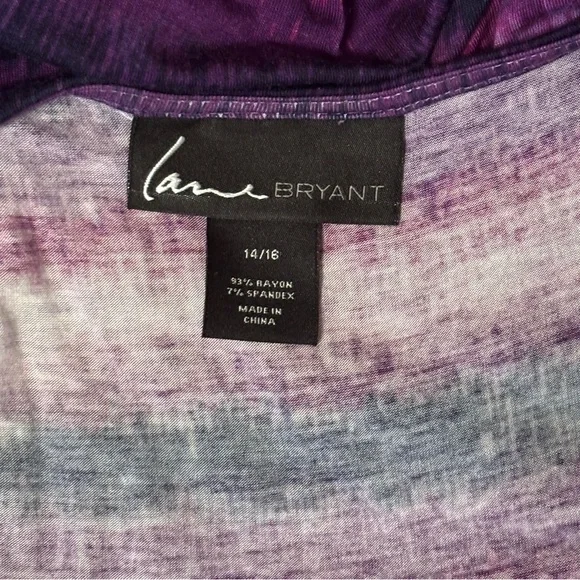 lane BRYANT
14/16
93% RAYON
7% SPANDEX
MADE IN
CHINA